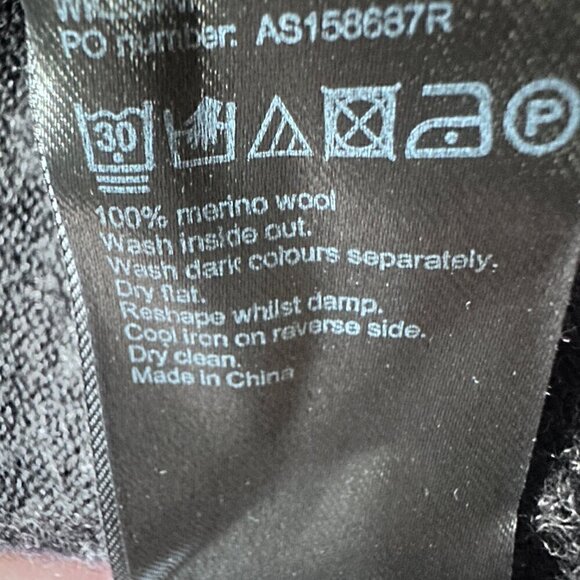 PO number: AS158687R
30 P
100% merino wool
Wash inside out.
Wash dark colours separately.
Dry flat.
Reshape whilst damp.
Cool iron on reverse side.
Dry clean.
Made in China